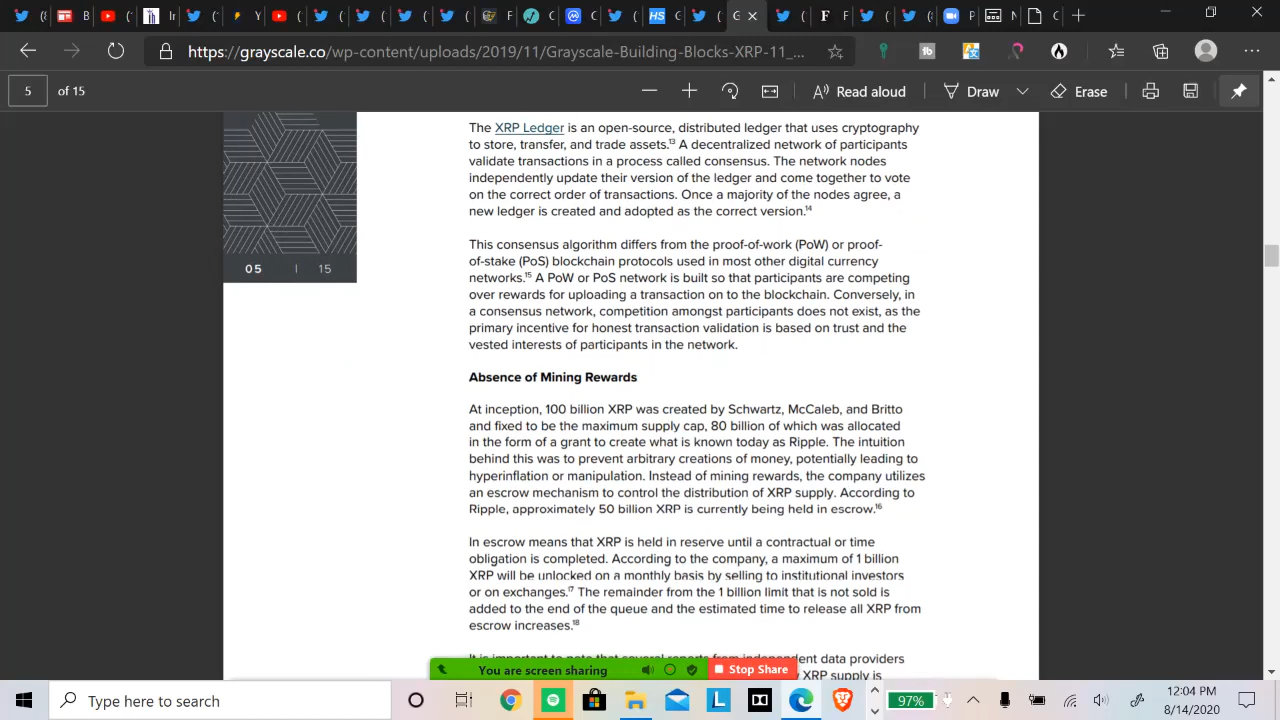 https://grayscale.co/wp-content/uploads/2019/11/Grayscale-Building-Blocks-XRP-11_...
5 of 15
Read aloud
Draw
Erase
The XRP Ledger is an open-source, distributed ledger that uses cryptography
to store, transfer, and trade assets.13 A decentralized network of participants
validate transactions in a process called consensus. The network nodes
independently update their version of the ledger and come together to vote
on the correct order of transactions. Once a majority of the nodes agree, a
new ledger is created and adopted as the correct version.14
05 | 15
This consensus algorithm differs from the proof-of-work (PoW) or proof-
of-stake (PoS) blockchain protocols used in most other digital currency
networks.15 A PoW or PoS network is built so that participants are competing
over rewards for uploading a transaction on to the blockchain. Conversely, in
a consensus network, competition amongst participants does not exist, as the
primary incentive for honest transaction validation is based on trust and the
vested interests of participants in the network.
Absence of Mining Rewards
At inception, 100 billion XRP was created by Schwartz, McCaleb, and Britto
and fixed to be the maximum supply cap, 80 billion of which was allocated
in the form of a grant to create what is known today as Ripple. The intuition
behind this was to prevent arbitrary creations of money, potentially leading to
hyperinflation or manipulation. Instead of mining rewards, the company utilizes
an escrow mechanism to control the distribution of XRP supply. According to
Ripple, approximately 50 billion XRP is currently being held in escrow.16
In escrow means that XRP is held in reserve until a contractual or time
obligation is completed. According to the company, a maximum of 1 billion
XRP will be unlocked on a monthly basis by selling to institutional investors
or on exchanges.17 The remainder from the 1 billion limit that is not sold is
added to the end of the queue and the estimated time to release all XRP from
escrow increases.18
It is important to note that several reports from independent data providers
XRP supply is
You are screen sharing
Stop Share
Type here to search
97%
12:04 PM
8/14/2020